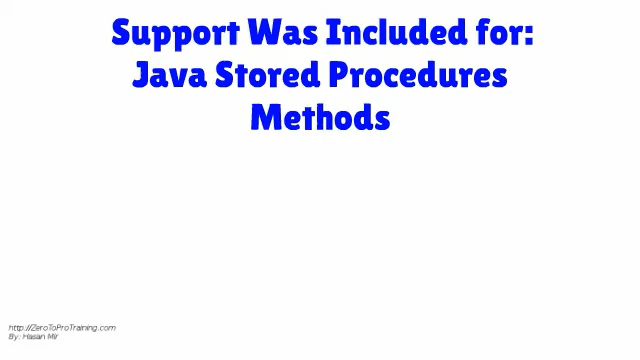 Support Was Included for:
Java Stored Procedures
Methods
http://ZeroToProTraining.com
By: Hasan Mir